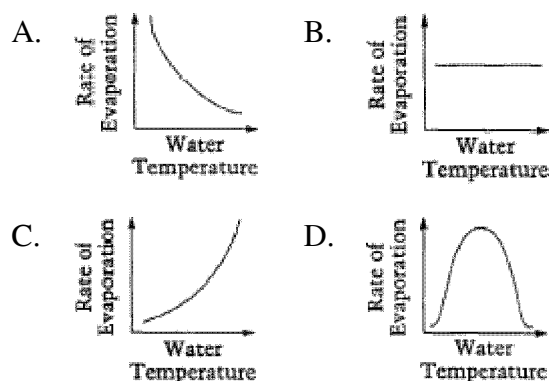 A.
Rate of
Evaporation
Water
Temperature
B.
Rate of
Evaporation
Water
Temperature
C.
Rate of
Evaporation
Water
Temperature
D.
Rate of
Evaporation
Water
Temperature